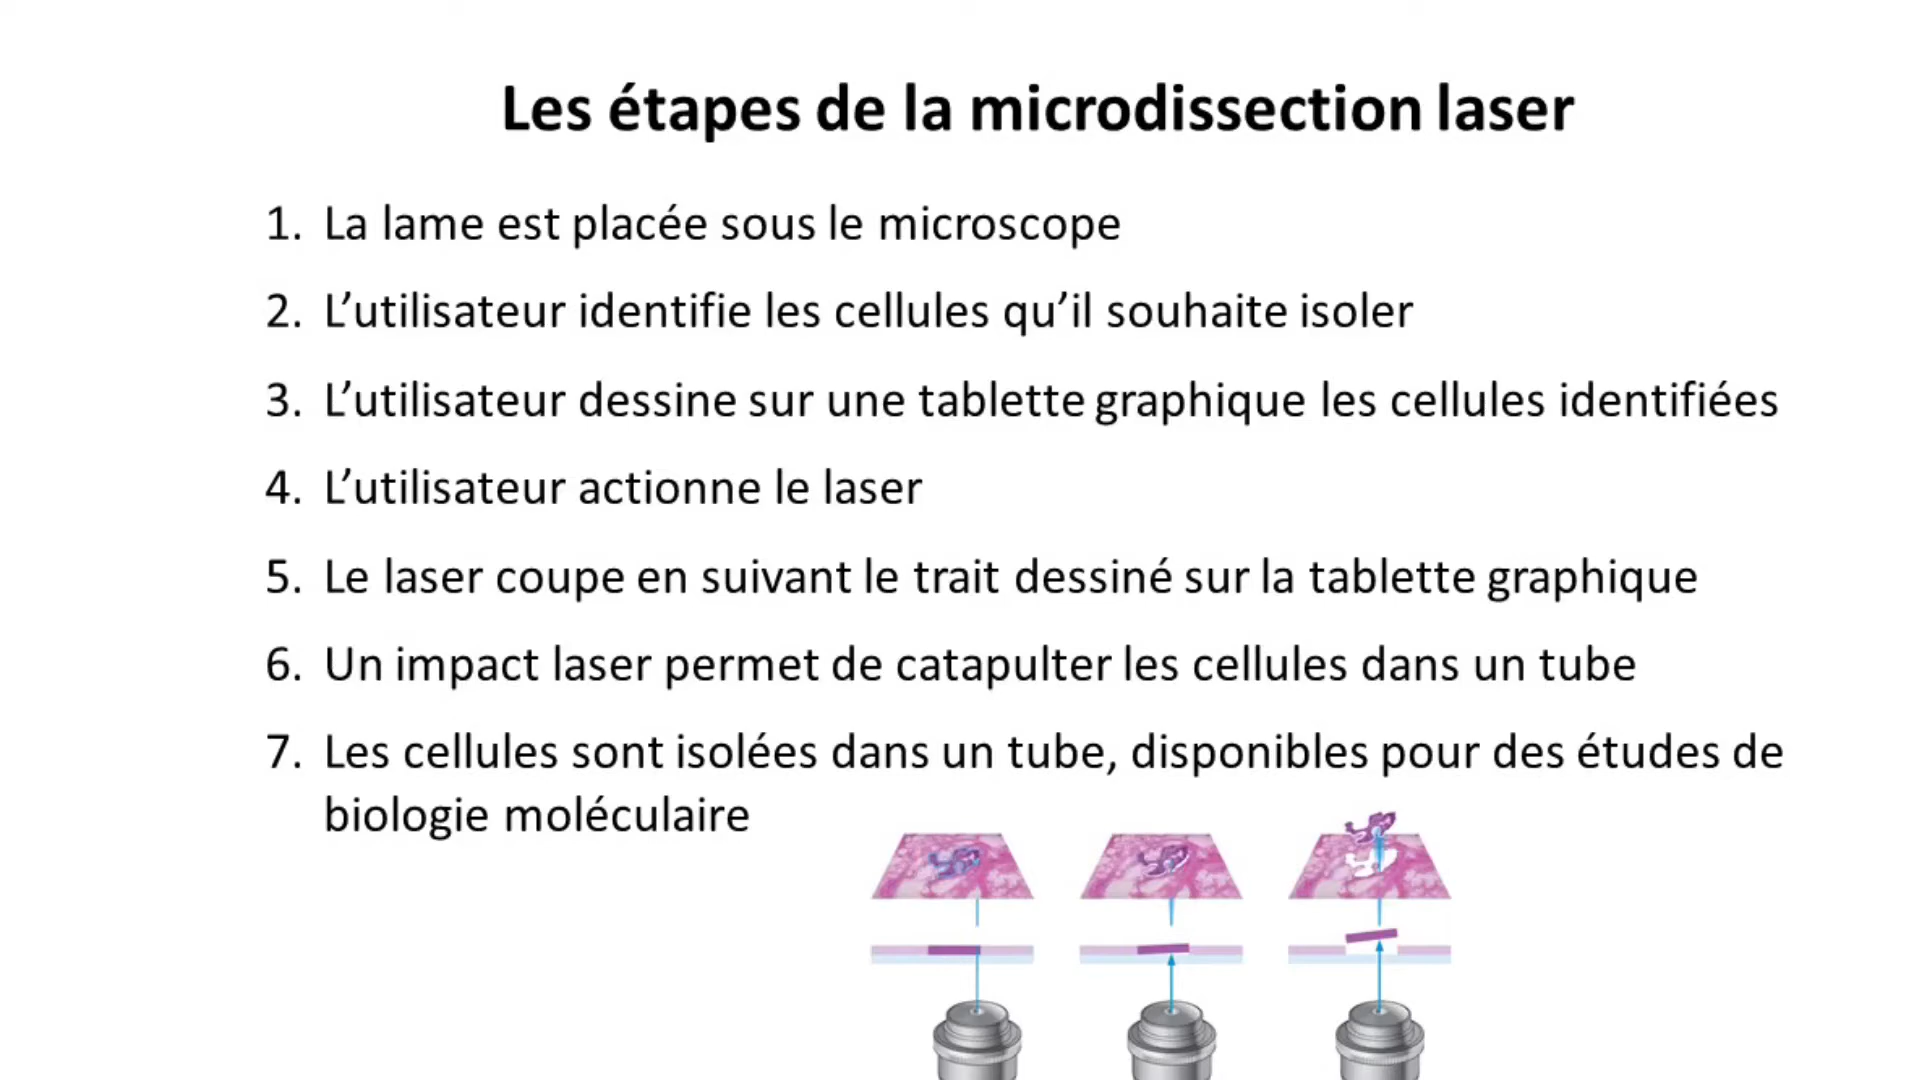 Les étapes de la microdissection laser
1. La lame est placée sous le microscope
2. L’utilisateur identifie les cellules qu’il souhaite isoler
3. L’utilisateur dessine sur une tablette graphique les cellules identifiées
4. L’utilisateur actionne le laser
5. Le laser coupe en suivant le trait dessiné sur la tablette graphique
6. Un impact laser permet de catapulter les cellules dans un tube
7. Les cellules sont isolées dans un tube, disponibles pour des études de
biologie moléculaire